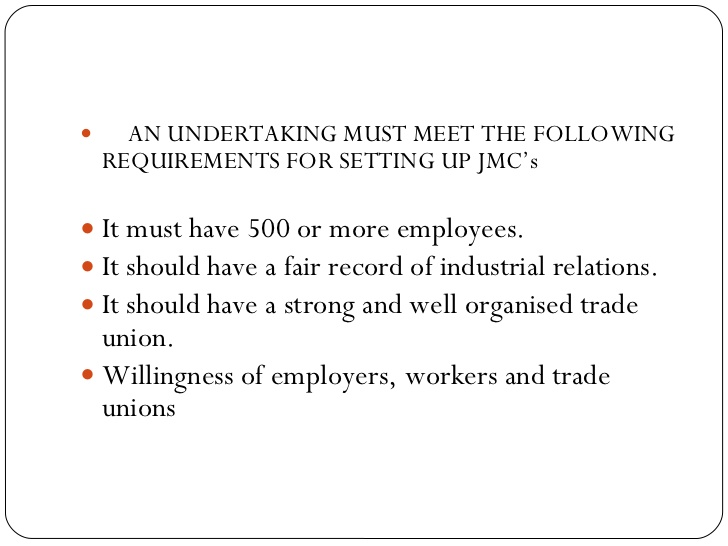 • AN UNDERTAKING MUST MEET THE FOLLOWING
REQUIREMENTS FOR SETTING UP JMC's
• It must have 500 or more employees.
• It should have a fair record of industrial relations.
• It should have a strong and well organised trade
union.
• Willingness of employers, workers and trade
unions